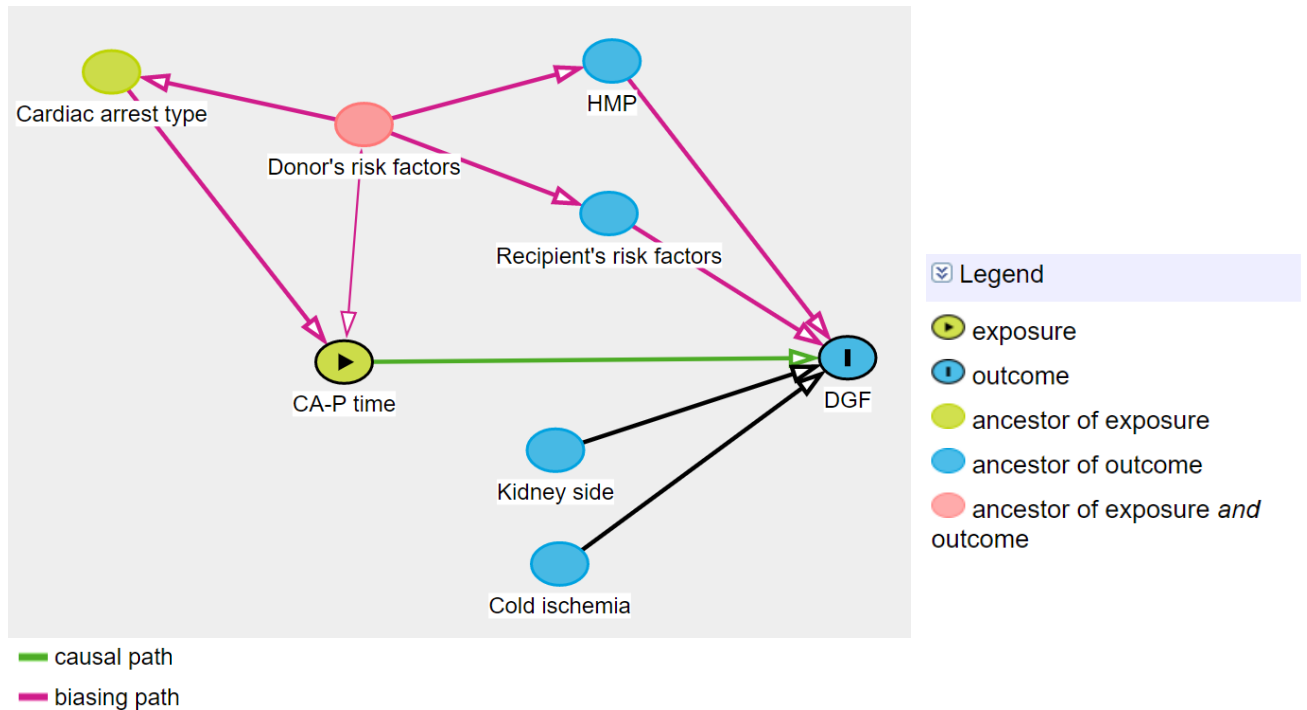 Cardiac arrest type
HMP
Donor's risk factors
Recipient's risk factors
CA-P time
DGF
Kidney side
Cold ischemia
causal path
biasing path
Legend
exposure
outcome
ancestor of exposure
ancestor of outcome
ancestor of exposure and
outcome